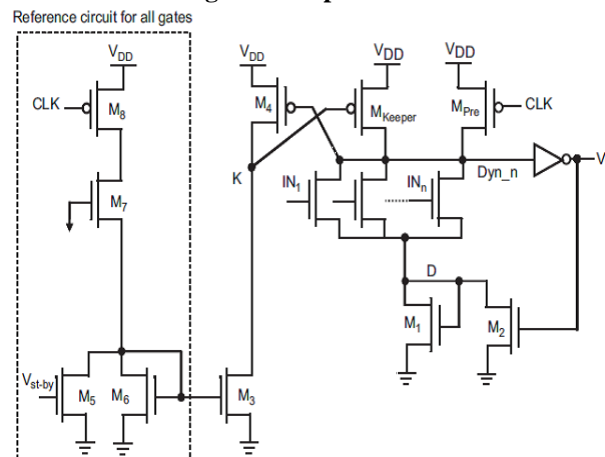 Reference circuit for all gates
VDD
VDD
VDD
VDD
CLK
M8
M4
MKeeper
MPre
CLK
K
IN1
INn
Dyn_n
V
M7
D
M1
M2
Vst-by
M5
M6
M3